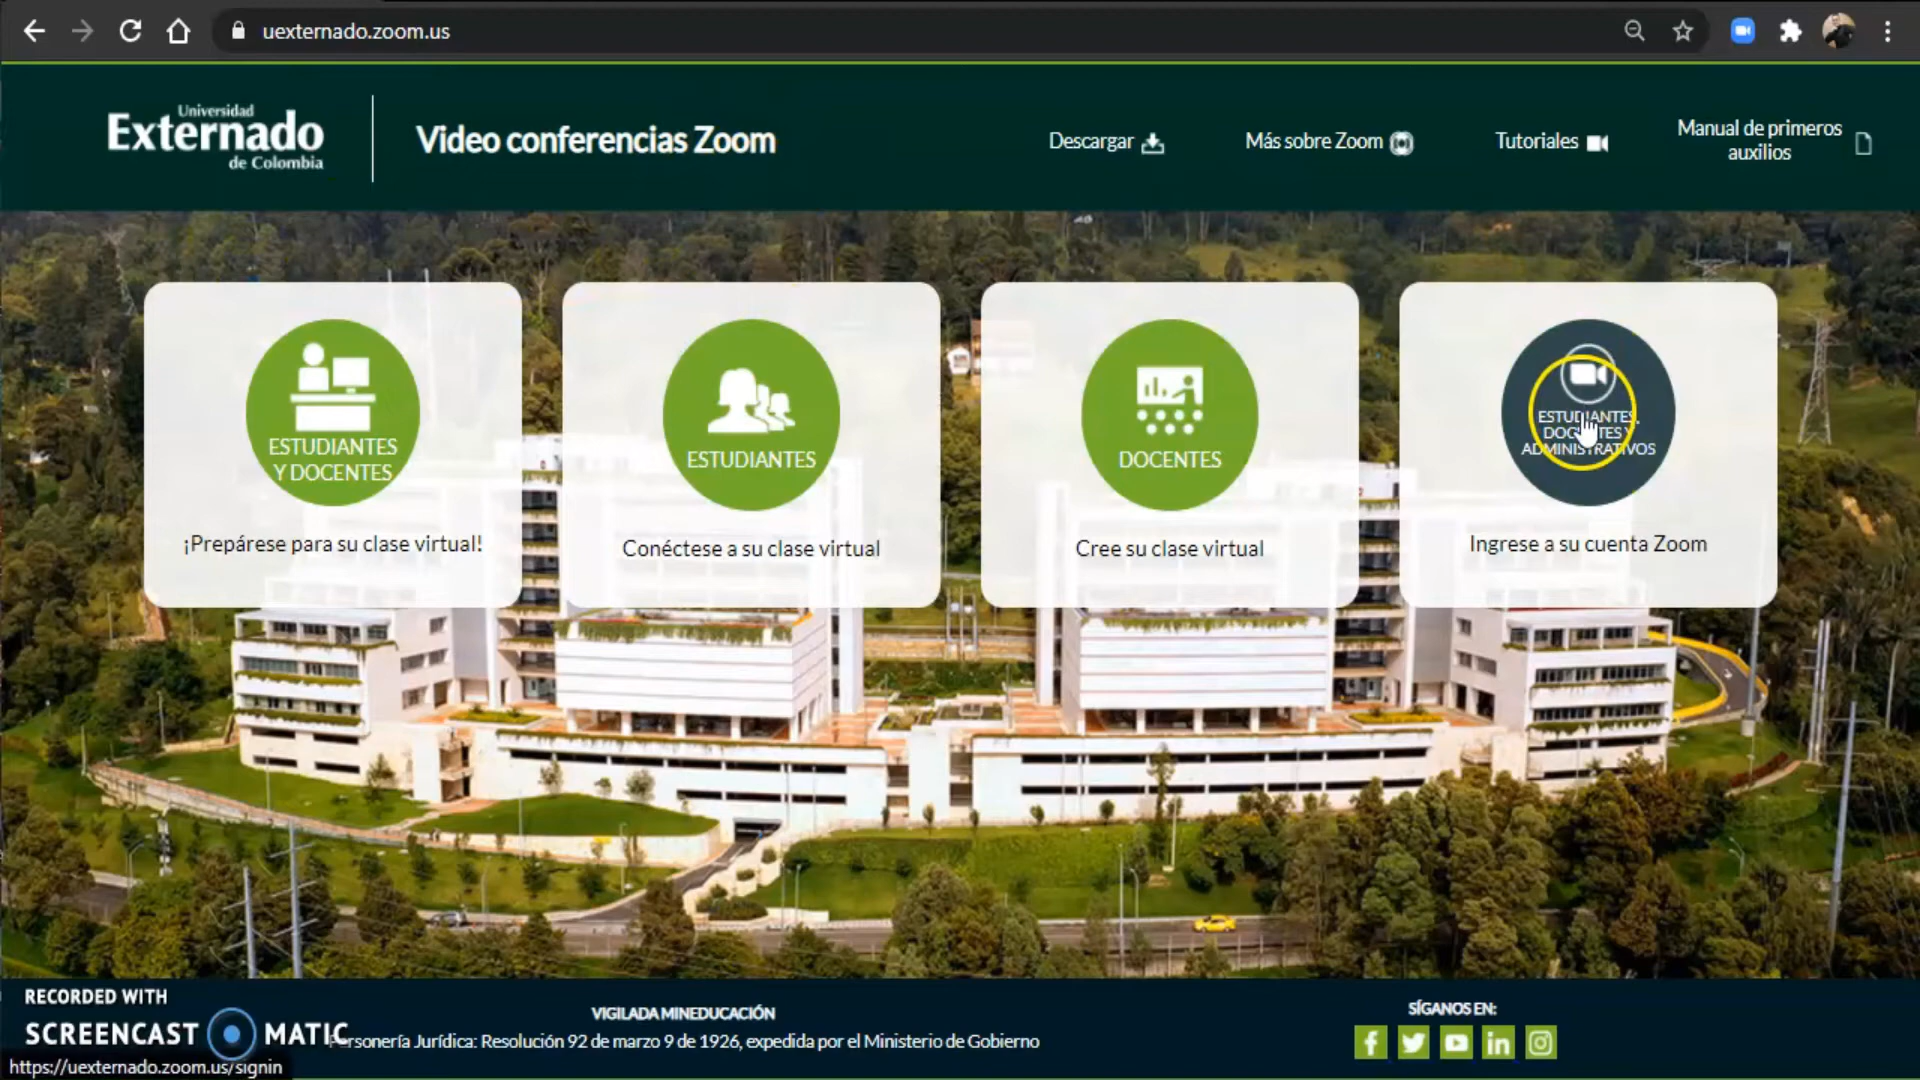 uexternado.zoom.us
Universidad
Externado
de Colombia
Video conferencias Zoom
Descargar
Más sobre Zoom
Tutoriales
Manual de primeros
auxilios
ESTUDIANTES
Y DOCENTES
¡Prepárese para su clase virtual!
ESTUDIANTES
Conéctese a su clase virtual
DOCENTES
Cree su clase virtual
ESTUDIANTES,
DOCENTES Y
ADMINISTRATIVOS
Ingrese a su cuenta Zoom
RECORDED WITH
SCREENCAST MATIC
VIGILADA MINEDUCACIÓN
Personería Jurídica: Resolución 92 de marzo 9 de 1926, expedida por el Ministerio de Gobierno
SÍGANOS EN:
https://uexternado.zoom.us/signin